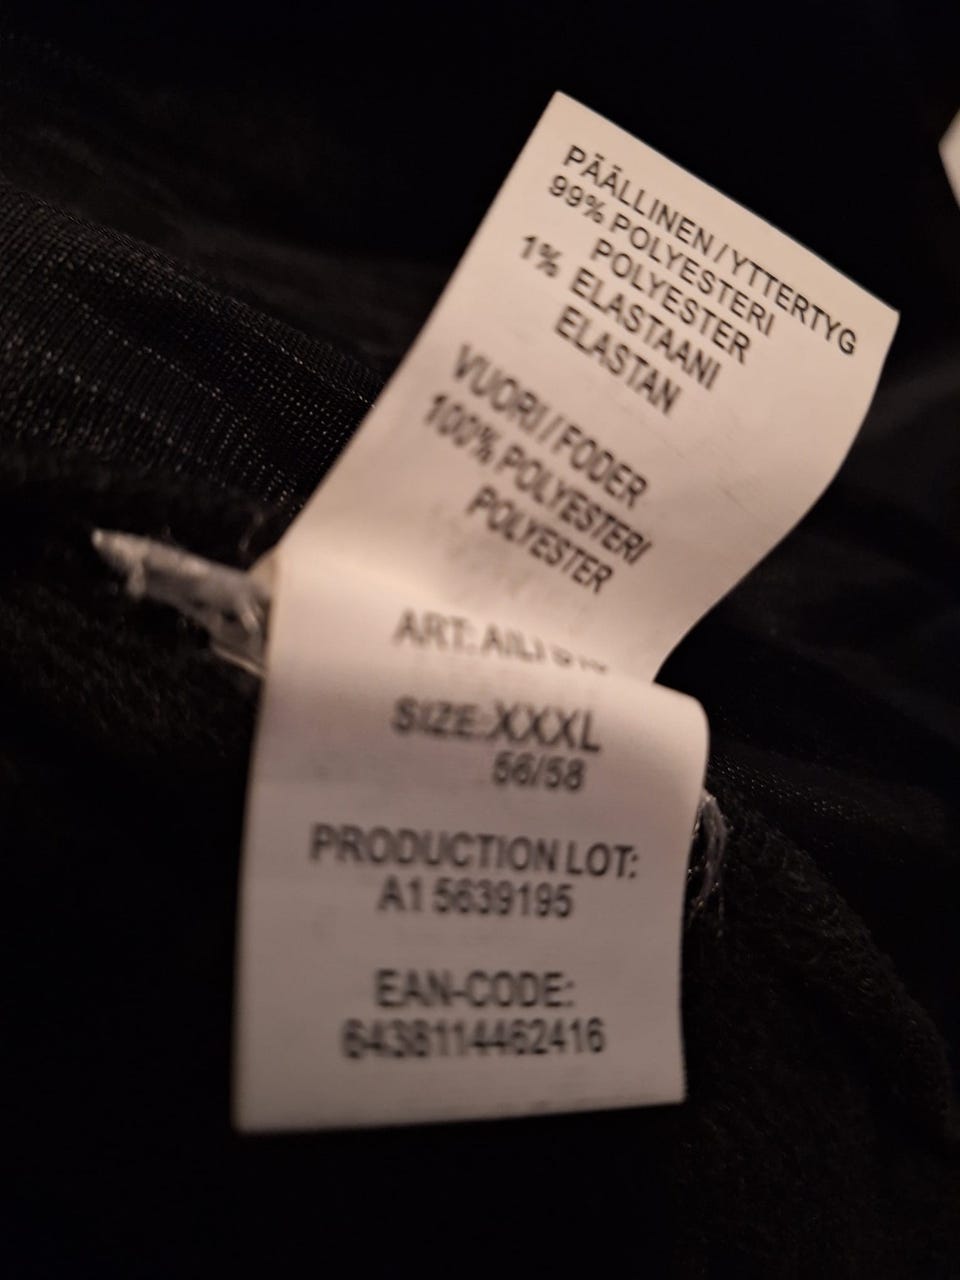 PÄÄLLINEN / YTTERTYG
99% POLYESTERI
POLYESTER
1% ELASTAANI
ELASTAN
VUORI / FODER
100% POLYESTERI
POLYESTER
ART:
SIZE:XXXL
56/58
PRODUCTION LOT:
A1 5639195
EAN-CODE:
6438114462416